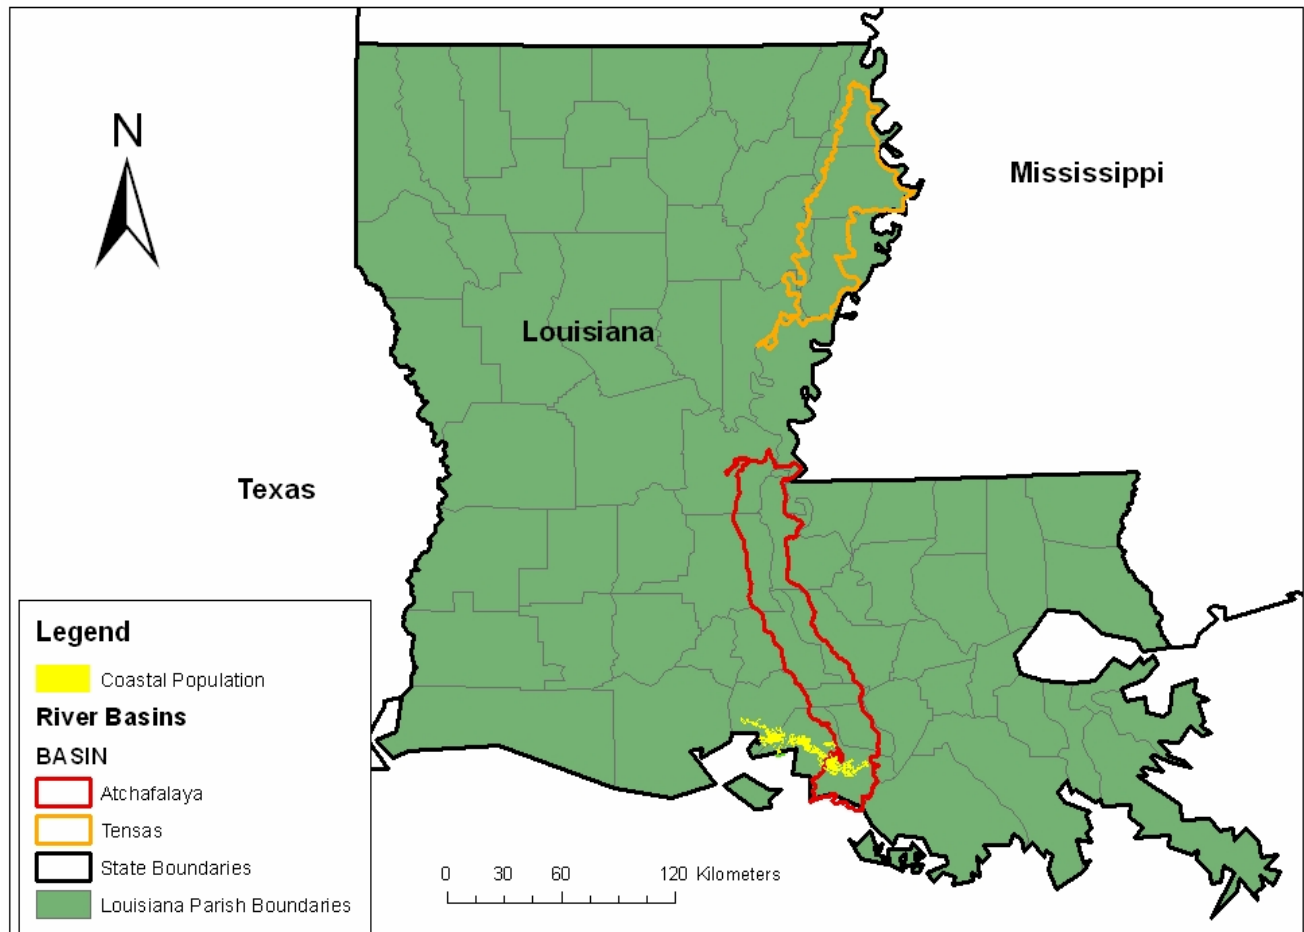 N
Mississippi
Louisiana
Texas
Legend
Coastal Population
River Basins
BASIN
Atchafalaya
Tensas
State Boundaries
Louisiana Parish Boundaries
0 30 60 120 Kilometers